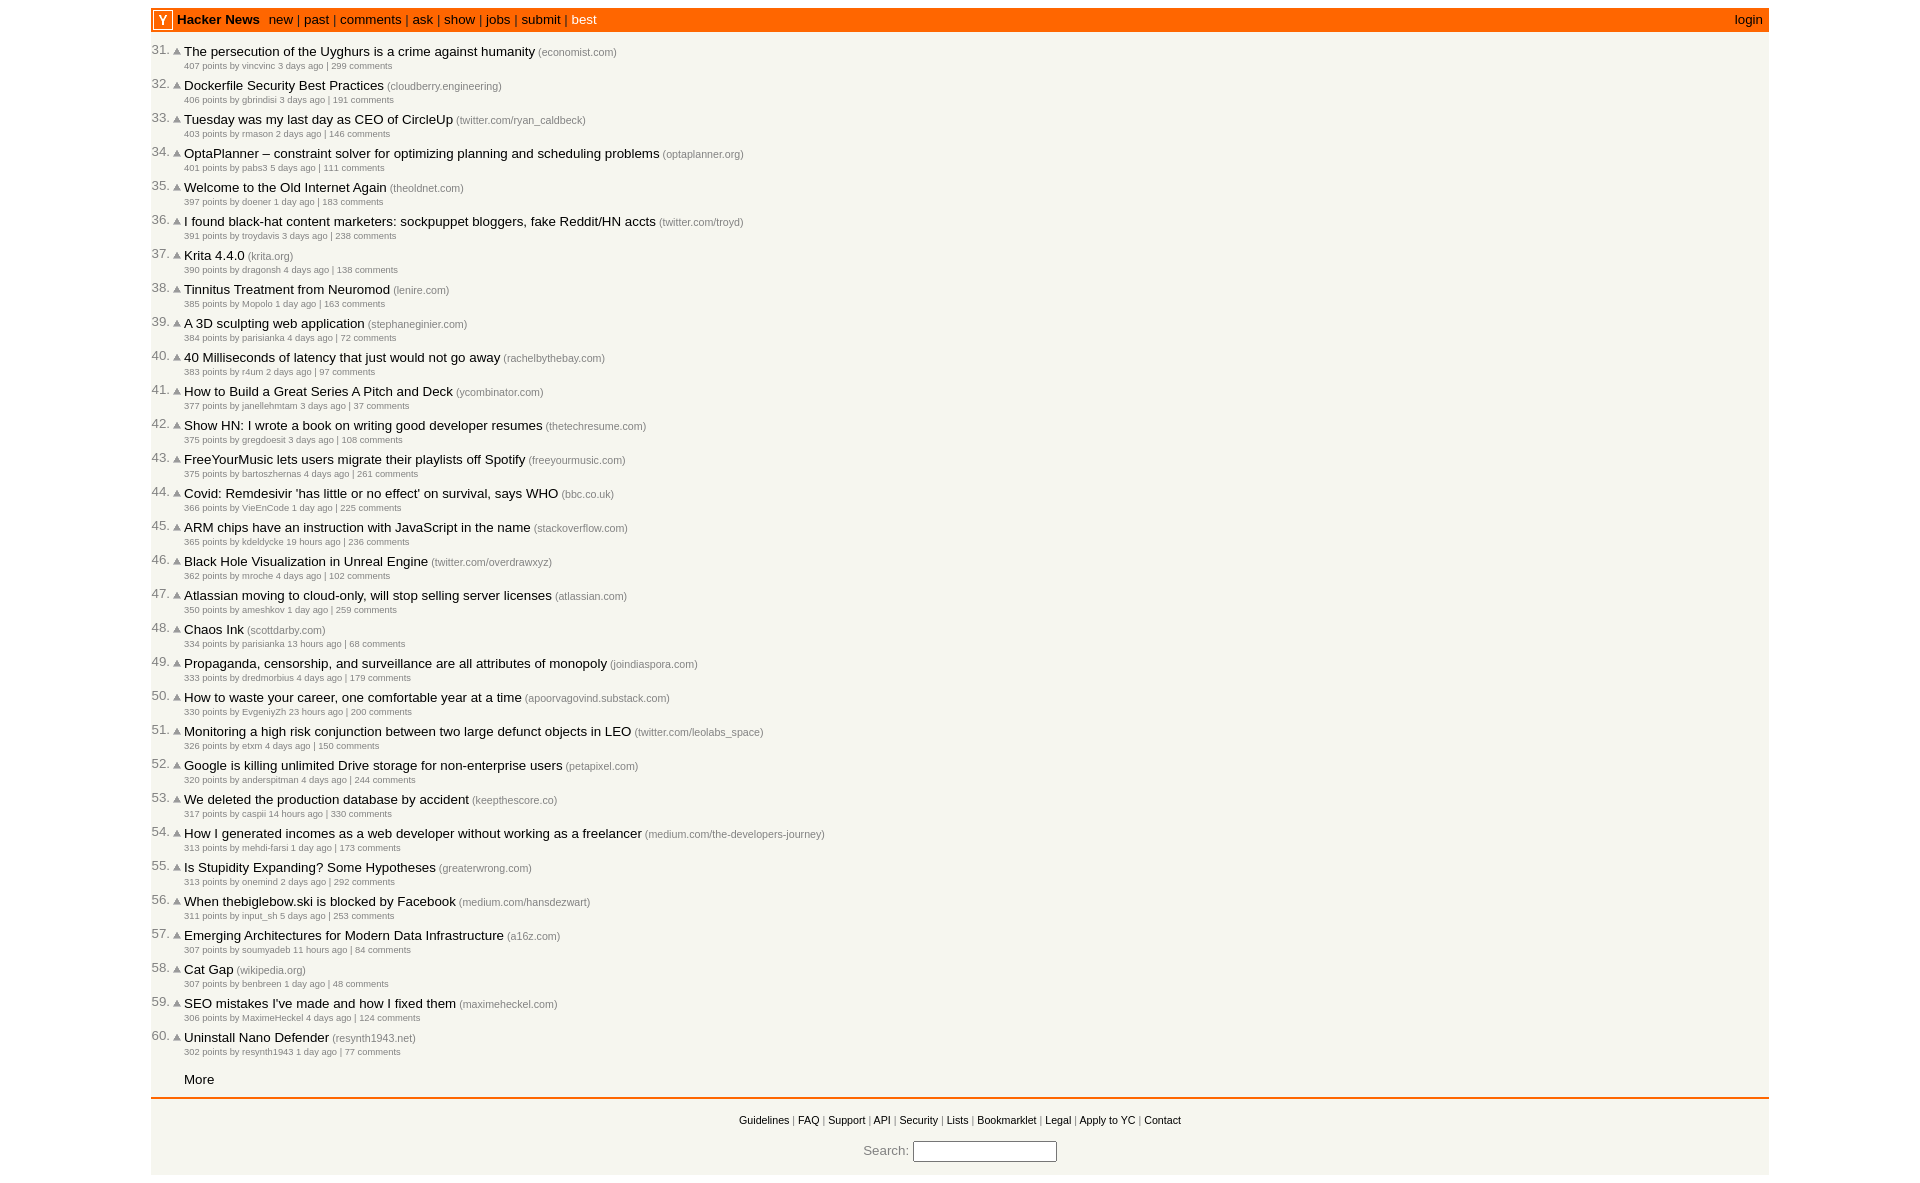 Y Hacker News new | past | comments | ask | show | jobs | submit | best login
31. The persecution of the Uyghurs is a crime against humanity (economist.com)
407 points by vincvinc 3 days ago | 299 comments
32. Dockerfile Security Best Practices (cloudberry.engineering)
406 points by gbrindisi 3 days ago | 191 comments
33. Tuesday was my last day as CEO of CircleUp (twitter.com/ryan_caldbeck)
403 points by rmason 2 days ago | 146 comments
34. OptaPlanner – constraint solver for optimizing planning and scheduling problems (optaplanner.org)
401 points by pabs3 5 days ago | 111 comments
35. Welcome to the Old Internet Again (theoldnet.com)
397 points by doener 1 day ago | 183 comments
36. I found black-hat content marketers: sockpuppet bloggers, fake Reddit/HN accts (twitter.com/troyd)
391 points by troydavis 3 days ago | 238 comments
37. Krita 4.4.0 (krita.org)
390 points by dragonsh 4 days ago | 138 comments
38. Tinnitus Treatment from Neuromod (lenire.com)
385 points by Mopolo 1 day ago | 163 comments
39. A 3D sculpting web application (stephaneginier.com)
384 points by parisianka 4 days ago | 72 comments
40. 40 Milliseconds of latency that just would not go away (rachelbythebay.com)
383 points by r4um 2 days ago | 97 comments
41. How to Build a Great Series A Pitch and Deck (ycombinator.com)
377 points by janellehmtam 3 days ago | 37 comments
42. Show HN: I wrote a book on writing good developer resumes (thetechresume.com)
375 points by gregdoesit 3 days ago | 108 comments
43. FreeYourMusic lets users migrate their playlists off Spotify (freeyourmusic.com)
375 points by bartoszhernas 4 days ago | 261 comments
44. Covid: Remdesivir 'has little or no effect' on survival, says WHO (bbc.co.uk)
366 points by VieEnCode 1 day ago | 225 comments
45. ARM chips have an instruction with JavaScript in the name (stackoverflow.com)
365 points by kdeldycke 19 hours ago | 236 comments
46. Black Hole Visualization in Unreal Engine (twitter.com/overdrawxyz)
362 points by mroche 4 days ago | 102 comments
47. Atlassian moving to cloud-only, will stop selling server licenses (atlassian.com)
350 points by ameshkov 1 day ago | 259 comments
48. Chaos Ink (scottdarby.com)
334 points by parisianka 13 hours ago | 68 comments
49. Propaganda, censorship, and surveillance are all attributes of monopoly (joindiaspora.com)
333 points by dredmorbius 4 days ago | 179 comments
50. How to waste your career, one comfortable year at a time (apoorvagovind.substack.com)
330 points by EvgeniyZh 23 hours ago | 200 comments
51. Monitoring a high risk conjunction between two large defunct objects in LEO (twitter.com/leolabs_space)
326 points by etxm 4 days ago | 150 comments
52. Google is killing unlimited Drive storage for non-enterprise users (petapixel.com)
320 points by anderspitman 4 days ago | 244 comments
53. We deleted the production database by accident (keepthescore.co)
317 points by caspii 14 hours ago | 330 comments
54. How I generated incomes as a web developer without working as a freelancer (medium.com/the-developers-journey)
313 points by mehdi-farsi 1 day ago | 173 comments
55. Is Stupidity Expanding? Some Hypotheses (greaterwrong.com)
313 points by onemind 2 days ago | 292 comments
56. When thebiglebow.ski is blocked by Facebook (medium.com/hansdezwart)
311 points by input_sh 5 days ago | 253 comments
57. Emerging Architectures for Modern Data Infrastructure (a16z.com)
307 points by soumyadeb 11 hours ago | 84 comments
58. Cat Gap (wikipedia.org)
307 points by benbreen 1 day ago | 48 comments
59. SEO mistakes I've made and how I fixed them (maximeheckel.com)
306 points by MaximeHeckel 4 days ago | 124 comments
60. Uninstall Nano Defender (resynth1943.net)
302 points by resynth1943 1 day ago | 77 comments
More
Guidelines | FAQ | Support | API | Security | Lists | Bookmarklet | Legal | Apply to YC | Contact
Search: